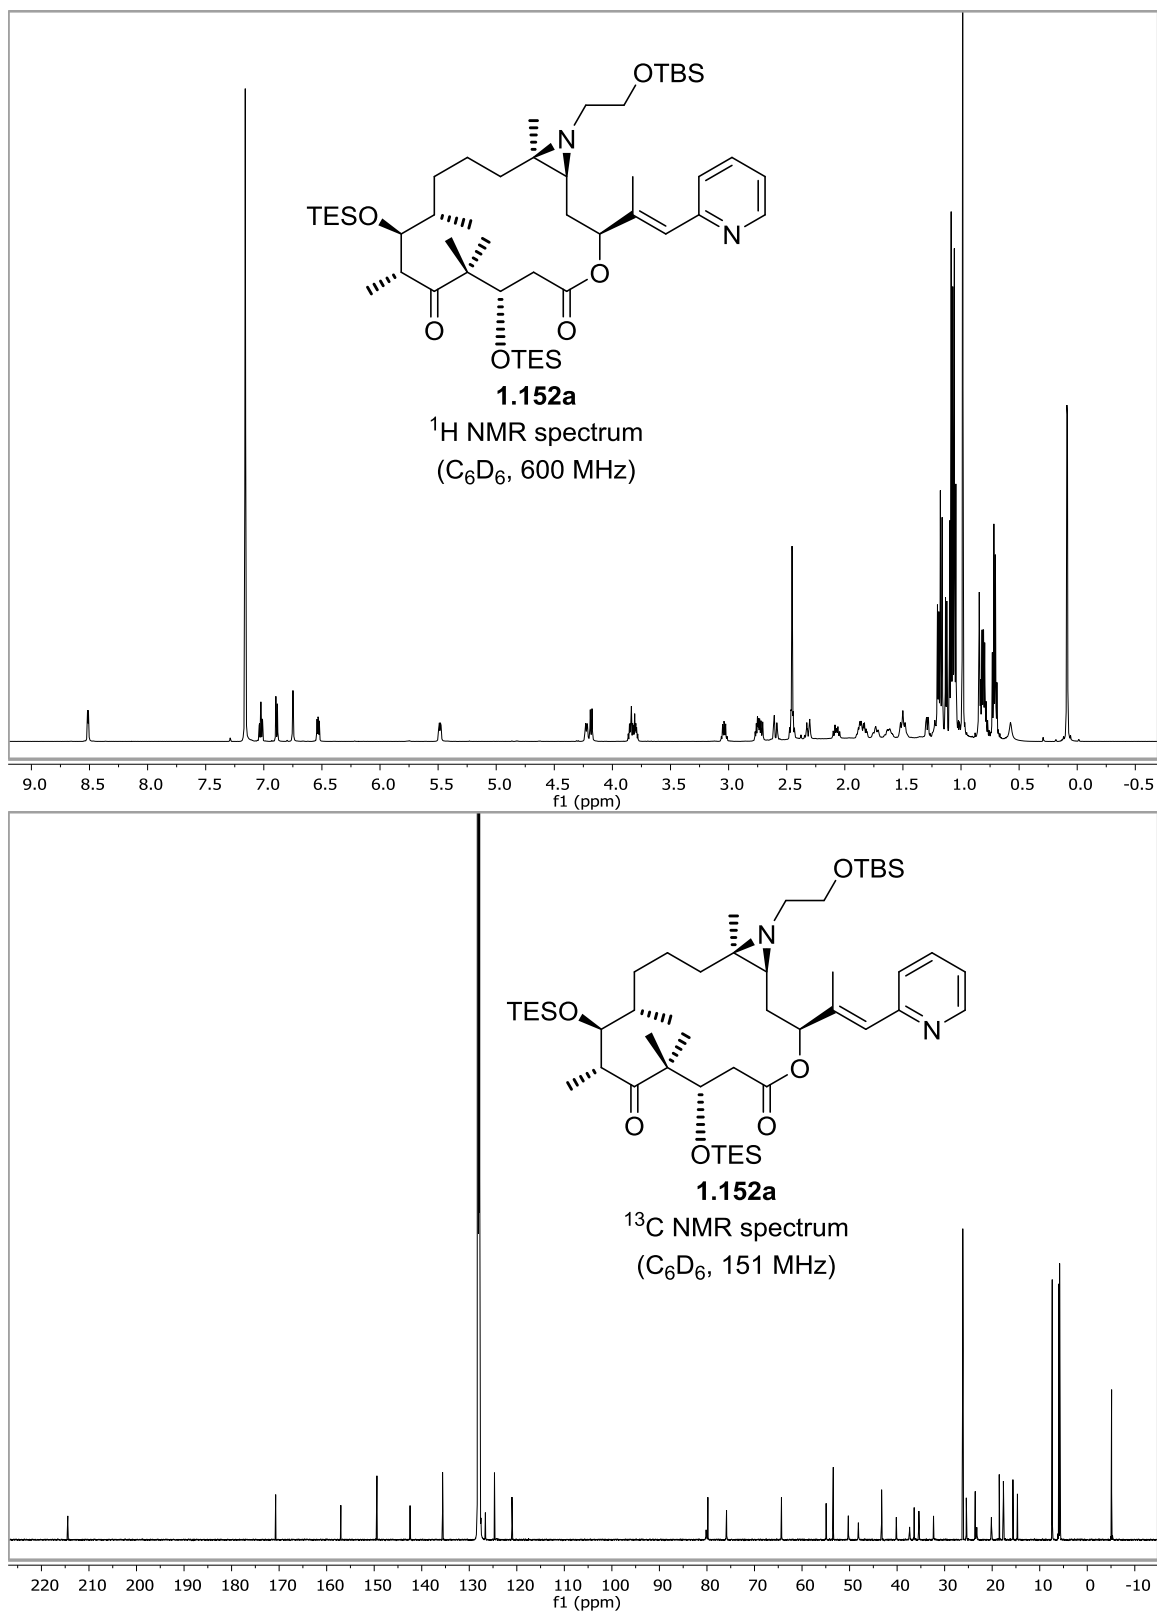 OTBS
N
TESO
N
O
O
O
OTES
1.152a
1H NMR spectrum
(C6D6, 600 MHz)
9.0 8.5 8.0 7.5 7.0 6.5 6.0 5.5 5.0 4.5 4.0 3.5 3.0 2.5 2.0 1.5 1.0 0.5 0.0 -0.5
f1 (ppm)
OTBS
N
TESO
N
O
O
O
OTES
1.152a
13C NMR spectrum
(C6D6, 151 MHz)
220 210 200 190 180 170 160 150 140 130 120 110 100 90 80 70 60 50 40 30 20 10 0 -10
f1 (ppm)